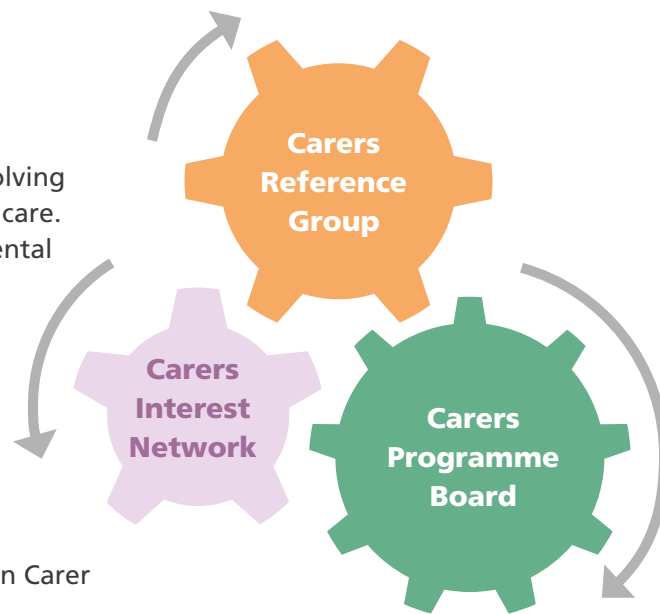 Carers
Reference
Group
olving
care.
ental
Carers
Interest
Network
Carers
Programme
Board
n Carer